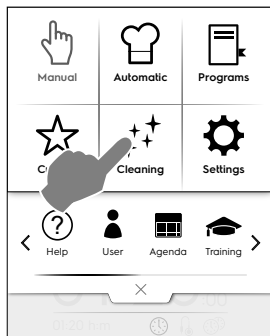 Manual Automatic Programs
Cleaning Settings
? Help User Agenda Training
01:20 h.m